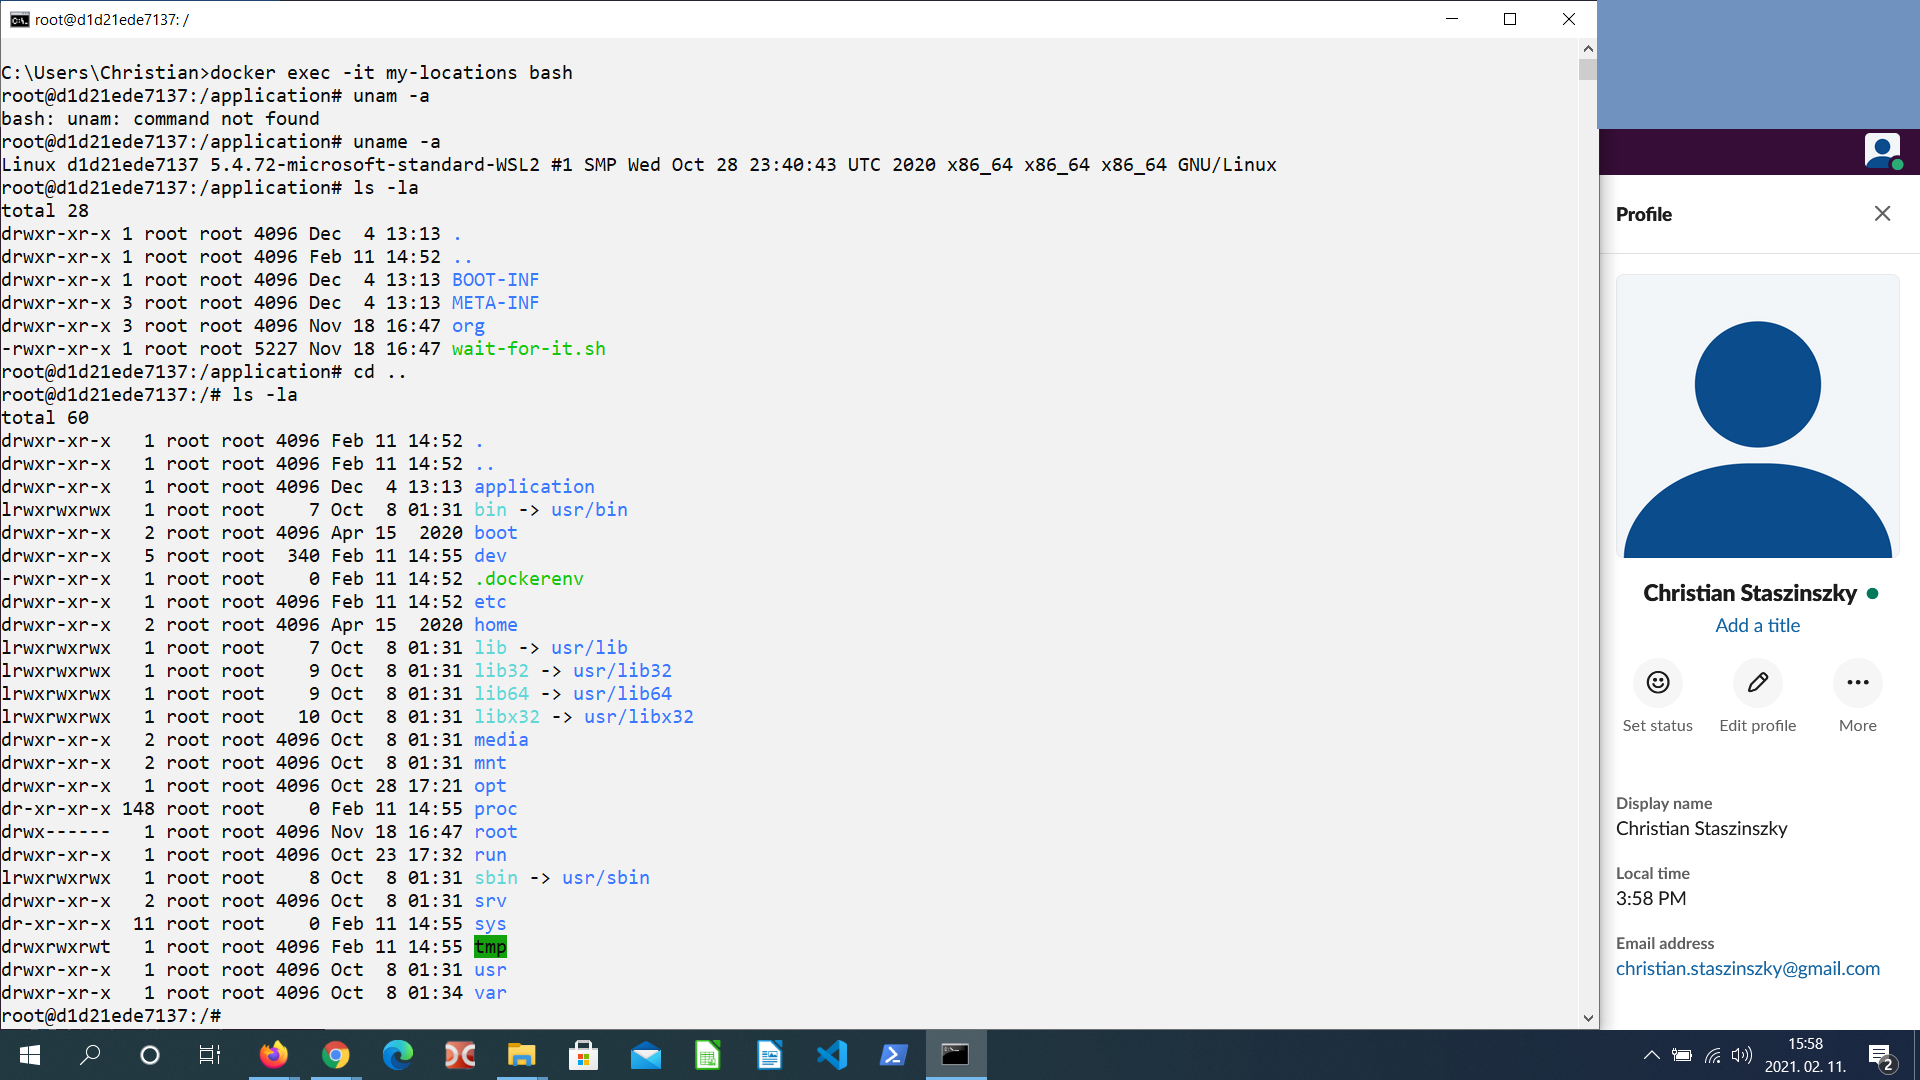 root@d1d21ede7137: /
C:\Users\Christian>docker exec -it my-locations bash
root@d1d21ede7137:/application# unam -a
bash: unam: command not found
root@d1d21ede7137:/application# uname -a
Linux d1d21ede7137 5.4.72-microsoft-standard-WSL2 #1 SMP Wed Oct 28 23:40:43 UTC 2020 x86_64 x86_64 x86_64 GNU/Linux
root@d1d21ede7137:/application# ls -la
total 28
drwxr-xr-x 1 root root 4096 Dec  4 13:13 .
drwxr-xr-x 1 root root 4096 Feb 11 14:52 ..
drwxr-xr-x 1 root root 4096 Dec  4 13:13 BOOT-INF
drwxr-xr-x 3 root root 4096 Dec  4 13:13 META-INF
drwxr-xr-x 3 root root 4096 Nov 18 16:47 org
-rwxr-xr-x 1 root root 5227 Nov 18 16:47 wait-for-it.sh
root@d1d21ede7137:/application# cd ..
root@d1d21ede7137:/# ls -la
total 60
drwxr-xr-x   1 root root 4096 Feb 11 14:52 .
drwxr-xr-x   1 root root 4096 Feb 11 14:52 ..
drwxr-xr-x   1 root root 4096 Dec  4 13:13 application
lrwxrwxrwx   1 root root    7 Oct  8 01:31 bin -> usr/bin
drwxr-xr-x   2 root root 4096 Apr 15  2020 boot
drwxr-xr-x   5 root root  340 Feb 11 14:55 dev
-rwxr-xr-x   1 root root    0 Feb 11 14:52 .dockerenv
drwxr-xr-x   1 root root 4096 Feb 11 14:52 etc
drwxr-xr-x   2 root root 4096 Apr 15  2020 home
lrwxrwxrwx   1 root root    7 Oct  8 01:31 lib -> usr/lib
lrwxrwxrwx   1 root root    9 Oct  8 01:31 lib32 -> usr/lib32
lrwxrwxrwx   1 root root    9 Oct  8 01:31 lib64 -> usr/lib64
lrwxrwxrwx   1 root root   10 Oct  8 01:31 libx32 -> usr/libx32
drwxr-xr-x   2 root root 4096 Oct  8 01:31 media
drwxr-xr-x   2 root root 4096 Oct  8 01:31 mnt
drwxr-xr-x   1 root root 4096 Oct 28 17:21 opt
dr-xr-xr-x 148 root root    0 Feb 11 14:55 proc
drwx------   1 root root 4096 Nov 18 16:47 root
drwxr-xr-x   1 root root 4096 Oct 23 17:32 run
lrwxrwxrwx   1 root root    8 Oct  8 01:31 sbin -> usr/sbin
drwxr-xr-x   2 root root 4096 Oct  8 01:31 srv
dr-xr-xr-x  11 root root    0 Feb 11 14:55 sys
drwxrwxrwt   1 root root 4096 Feb 11 14:55 tmp
drwxr-xr-x   1 root root 4096 Oct  8 01:31 usr
drwxr-xr-x   1 root root 4096 Oct  8 01:34 var
root@d1d21ede7137:/#
Profile
Christian Staszinszky
Add a title
Set status
Edit profile
More
Display name
Christian Staszinszky
Local time
3:58 PM
Email address
christian.staszinszky@gmail.com
15:58
2021. 02. 11.
2